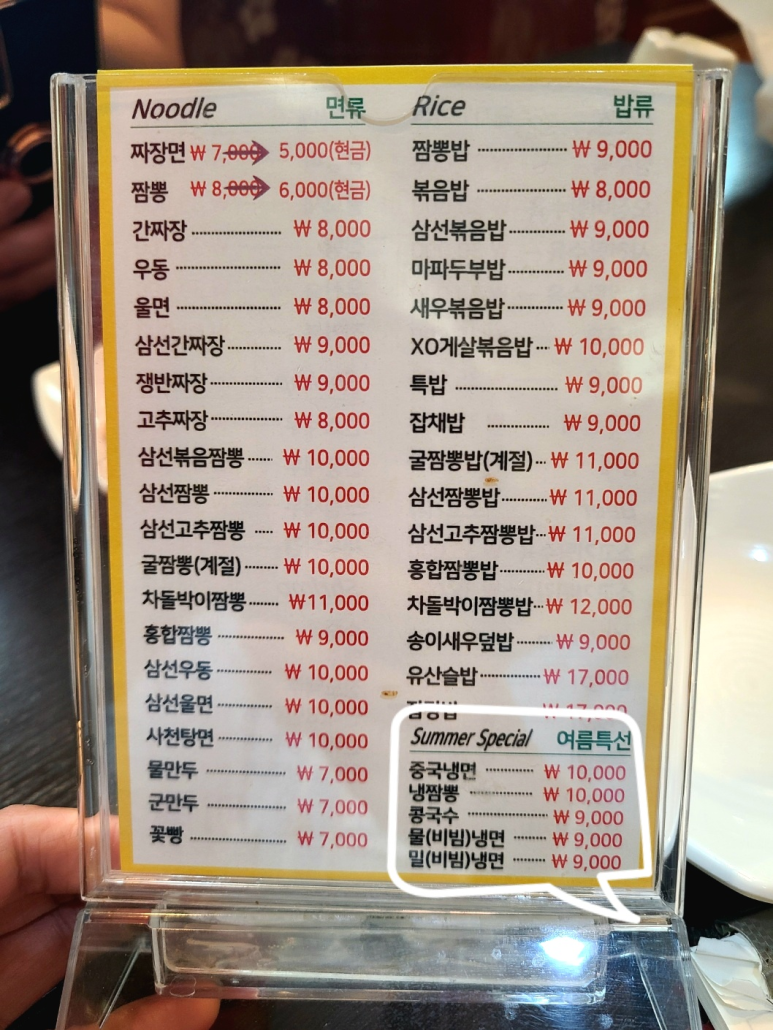 Noodle 면류
짜장면 ₩ 7,000 5,000(현금)
짬뽕 ₩ 8,000 6,000(현금)
간짜장 ₩ 8,000
우동 ₩ 8,000
울면 ₩ 8,000
삼선간짜장 ₩ 9,000
쟁반짜장 ₩ 9,000
고추짜장 ₩ 8,000
삼선볶음짬뽕 ₩ 10,000
삼선짬뽕 ₩ 10,000
삼선고추짬뽕 ₩ 10,000
굴짬뽕(계절) ₩ 10,000
차돌박이짬뽕 ₩11,000
홍합짬뽕 ₩ 9,000
삼선우동 ₩ 10,000
삼선울면 ₩ 10,000
사천탕면 ₩ 10,000
물만두 ₩ 7,000
군만두 ₩ 7,000
꽃빵 ₩ 7,000
Rice 밥류
짬뽕밥 ₩ 9,000
볶음밥 ₩ 8,000
삼선볶음밥 ₩ 9,000
마파두부밥 ₩ 9,000
새우볶음밥 ₩ 9,000
XO게살볶음밥 ₩ 10,000
특밥 ₩ 9,000
잡채밥 ₩ 9,000
굴짬뽕밥(계절) ₩ 11,000
삼선짬뽕밥 ₩ 11,000
삼선고추짬뽕밥 ₩ 11,000
홍합짬뽕밥 ₩ 10,000
차돌박이짬뽕밥 ₩ 12,000
송이새우덮밥 ₩ 9,000
유산슬밥 ₩ 17,000
₩ 17,000
Summer Special 여름특선
중국냉면 ₩ 10,000
냉짬뽕 ₩ 10,000
콩국수 ₩ 9,000
물(비빔)냉면 ₩ 9,000
밀(비빔)냉면 ₩ 9,000